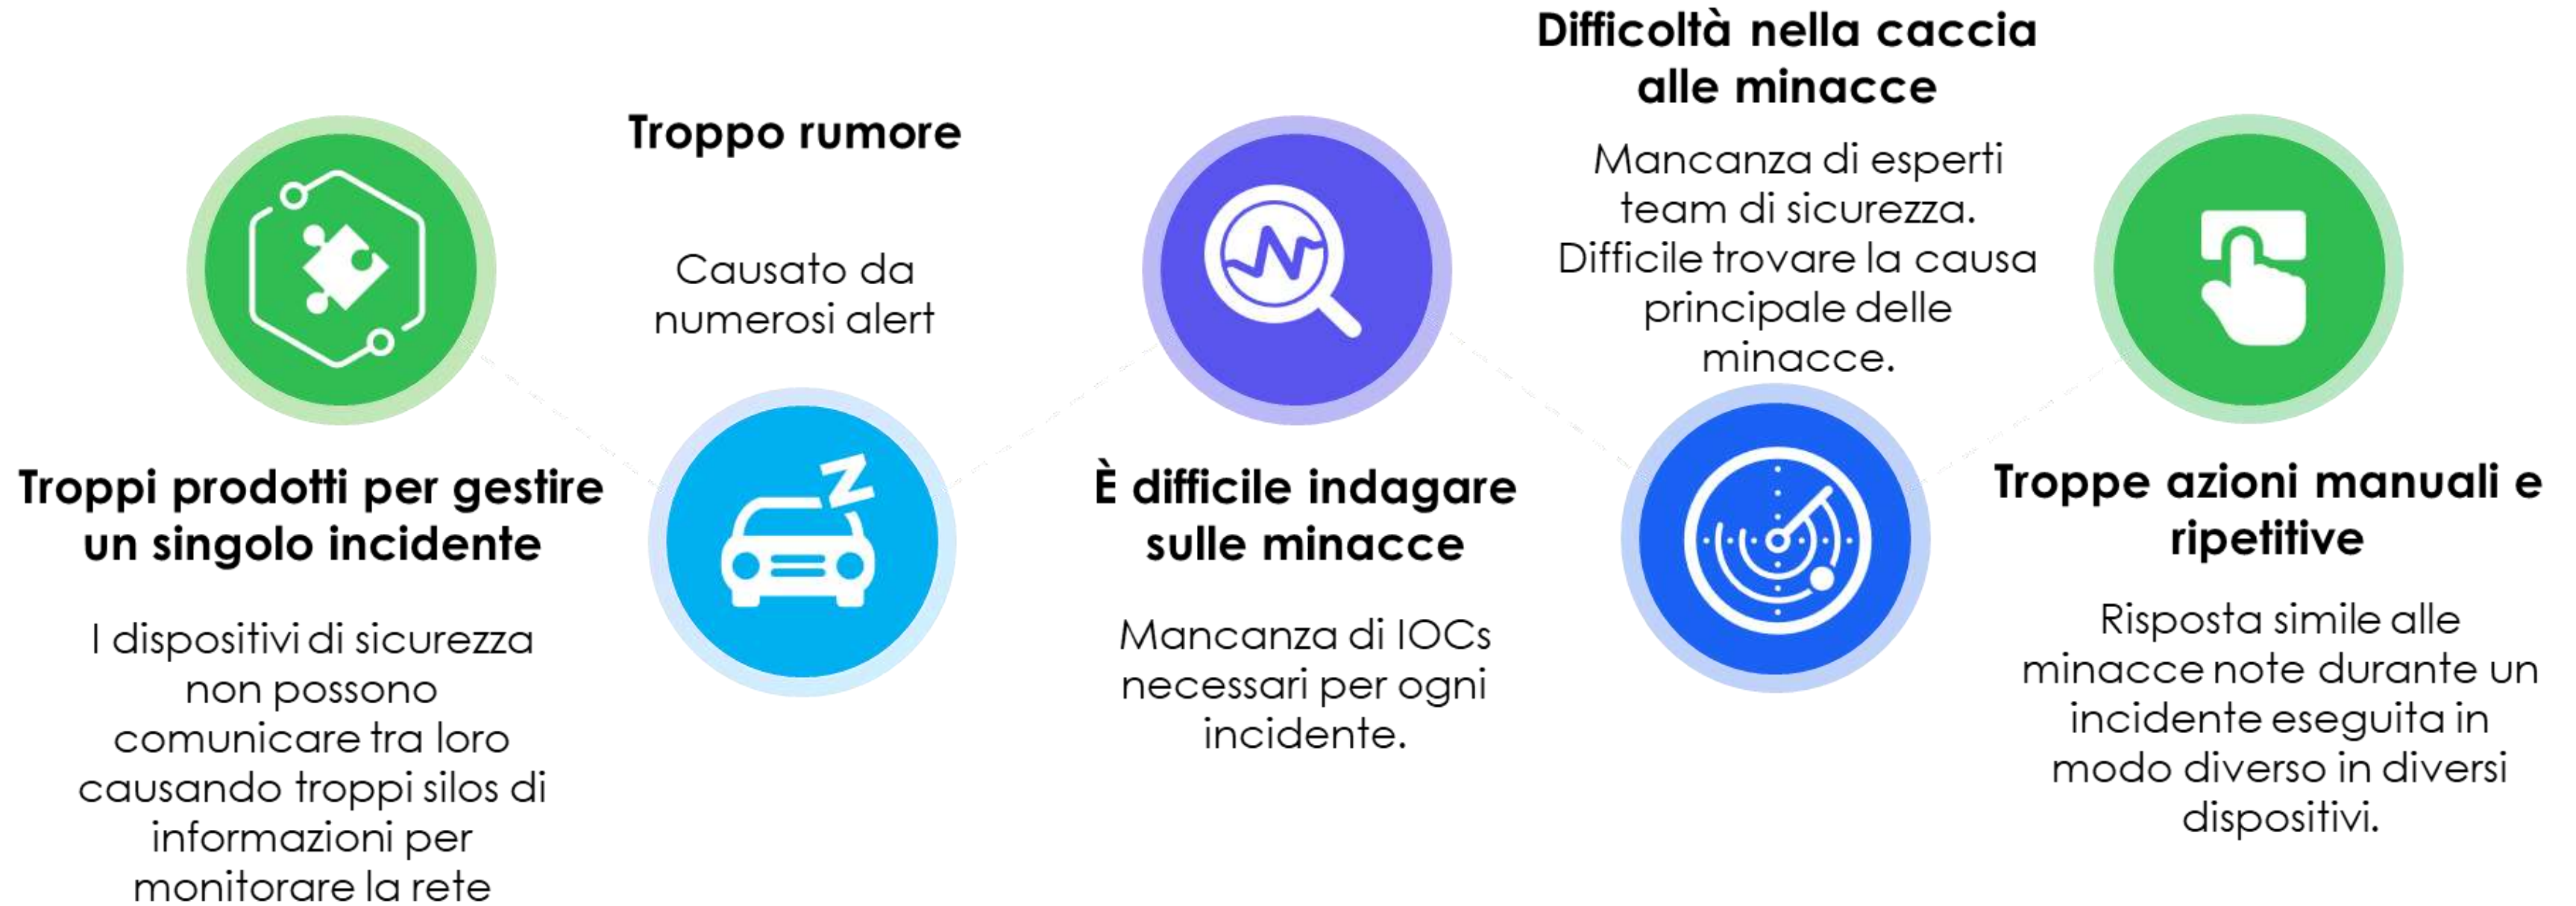 Troppi prodotti per gestire
un singolo incidente
I dispositivi di sicurezza
non possono
comunicare tra loro
causando troppi silos di
informazioni per
monitorare la rete
Troppo rumore
Causato da
numerosi alert
È difficile indagare
sulle minacce
Mancanza di IOCs
necessari per ogni
incidente.
Difficoltà nella caccia
alle minacce
Mancanza di esperti
team di sicurezza.
Difficile trovare la causa
principale delle
minacce.
Troppe azioni manuali e
ripetitive
Risposta simile alle
minacce note durante un
incidente eseguita in
modo diverso in diversi
dispositivi.